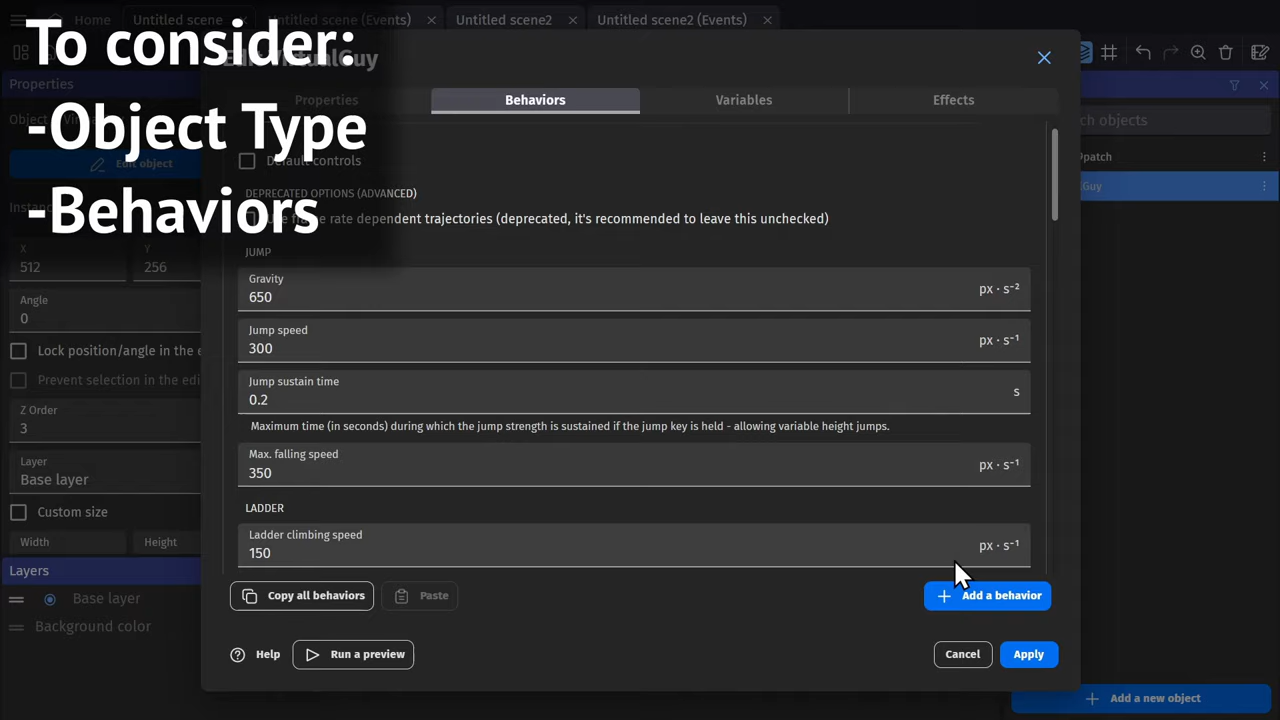 Home
Untitled scene
Untitled scene (Events)
Untitled scene2
Untitled scene2 (Events)
To consider:
-Object Type
-Behaviors
Edit VirtualGuy
Properties
Behaviors
Variables
Effects
Properties
Object
Edit object
X
512
Y
256
Angle
0
Lock position/angle in the
Prevent selection in the
Z Order
3
Layer
Base layer
Custom size
Width
Height
Layers
Base layer
Background color
Default controls
DEPRECATED OPTIONS (ADVANCED)
frame rate dependent trajectories (deprecated, it's recommended to leave this unchecked)
JUMP
Gravity
650
px · s⁻²
Jump speed
300
px · s⁻¹
Jump sustain time
0.2
s
Maximum time (in seconds) during which the jump strength is sustained if the jump key is held - allowing variable height jumps.
Max. falling speed
350
px · s⁻¹
LADDER
Ladder climbing speed
150
px · s⁻¹
Copy all behaviors
Paste
Add a behavior
Help
Run a preview
Cancel
Apply
objects
Guy
Add a new object